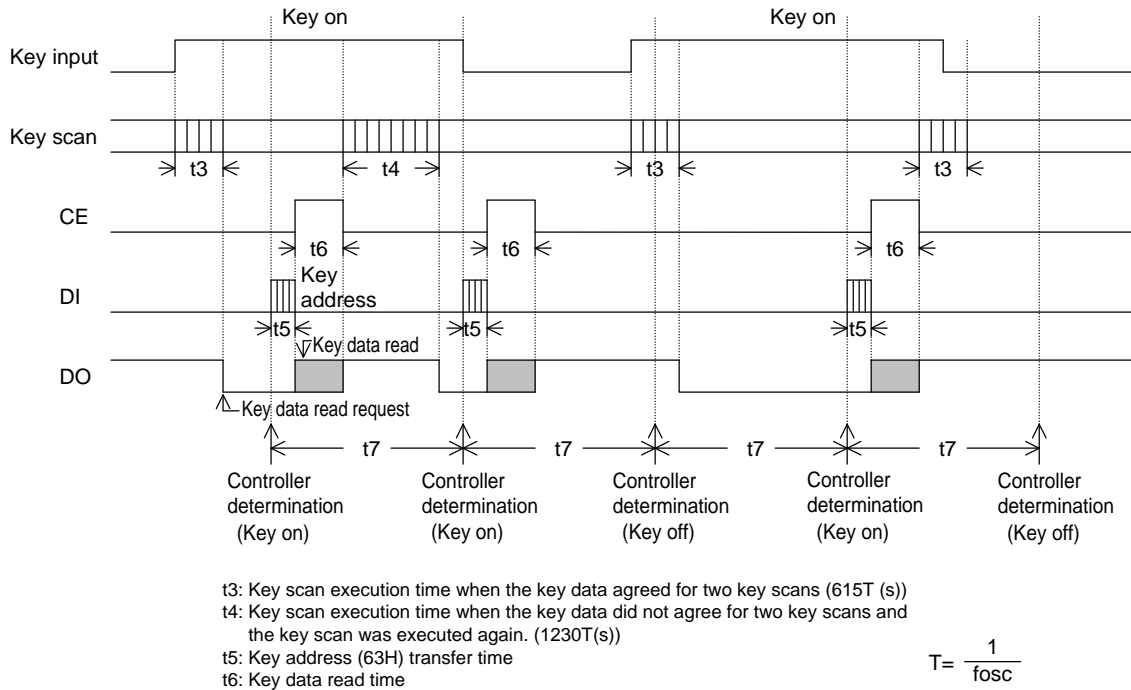 Key on
Key on
Key input
Key scan
t3
t4
t3
t3
CE
t6
t6
t6
Key
address
DI
t5
t5
t5
Key data read
DO
Key data read request
t7
t7
t7
t7
Controller
determination
(Key on)
Controller
determination
(Key on)
Controller
determination
(Key off)
Controller
determination
(Key on)
Controller
determination
(Key off)
t3: Key scan execution time when the key data agreed for two key scans (615T (s))
t4: Key scan execution time when the key data did not agree for two key scans and
the key scan was executed again. (1230T(s))
t5: Key address (63H) transfer time
t6: Key data read time
T= 1
fosc